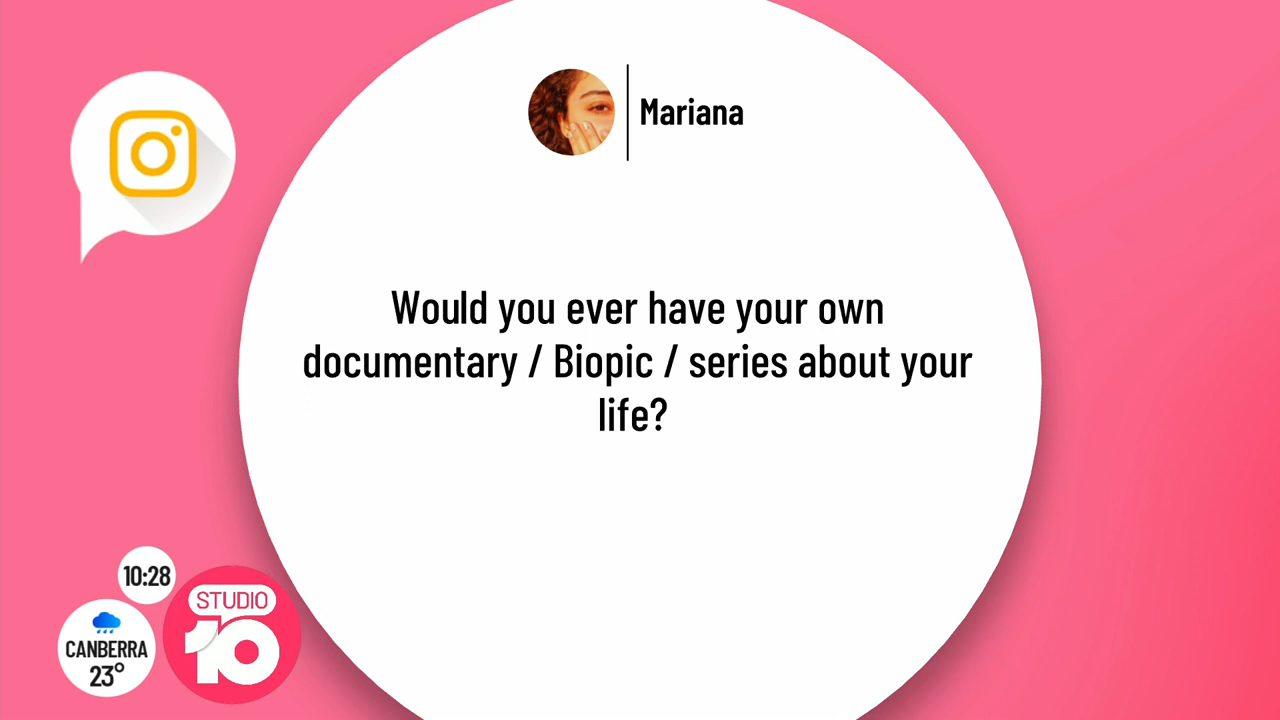 Mariana
Would you ever have your own
documentary / Biopic / series about your
life?
10:28
CANBERRA
23°
STUDIO
10